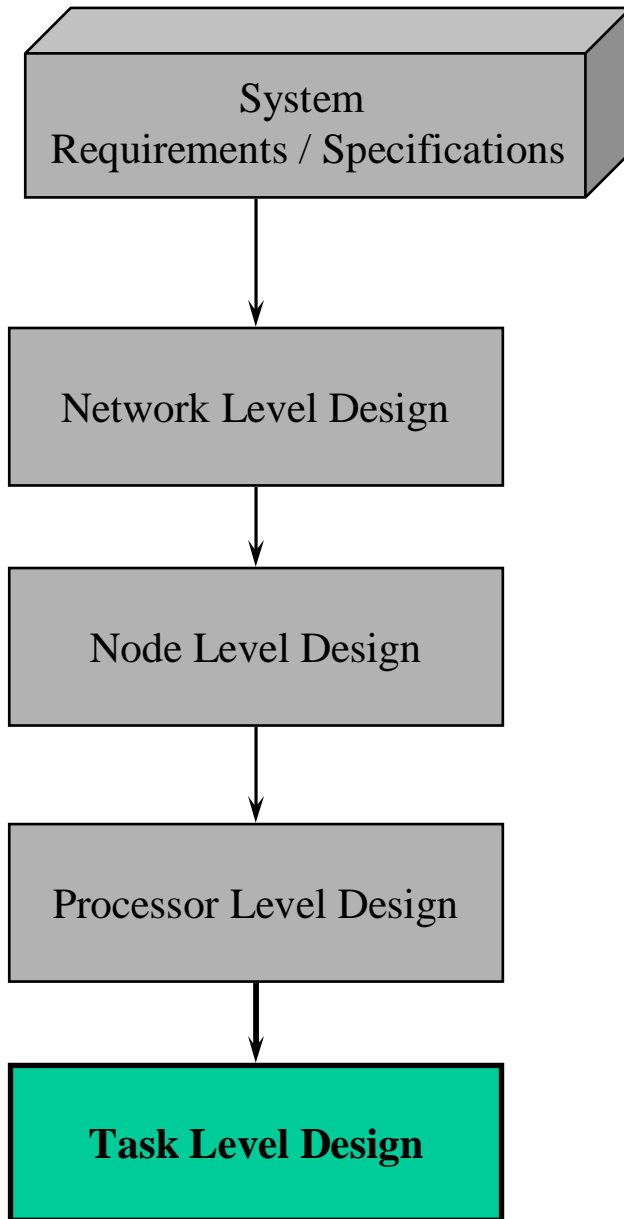 System
Requirements / Specifications
Network Level Design
Node Level Design
Processor Level Design
Task Level Design